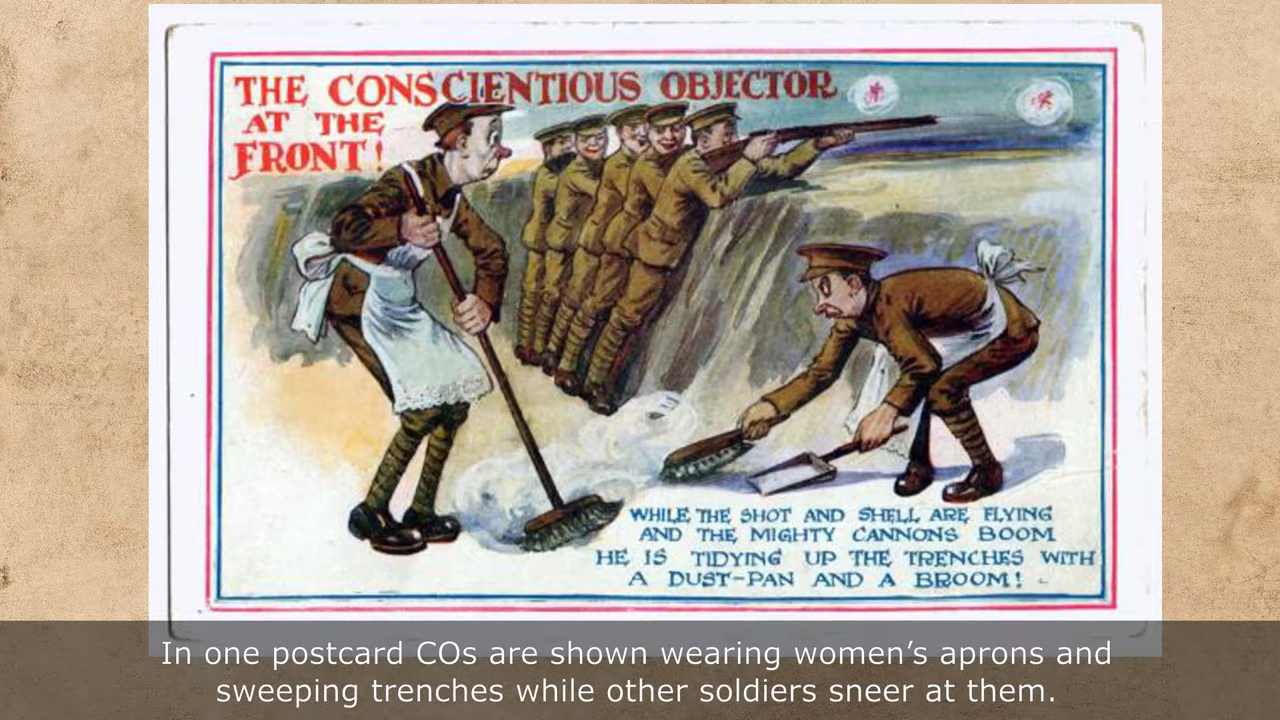 THE CONSCIENTIOUS OBJECTOR
AT THE
FRONT!
WHILE THE SHOT AND SHELL ARE FLYING
AND THE MIGHTY CANNONS BOOM
HE IS TIDYING UP THE TRENCHES WITH
A DUST-PAN AND A BROOM!
In one postcard COs are shown wearing women’s aprons and
sweeping trenches while other soldiers sneer at them.